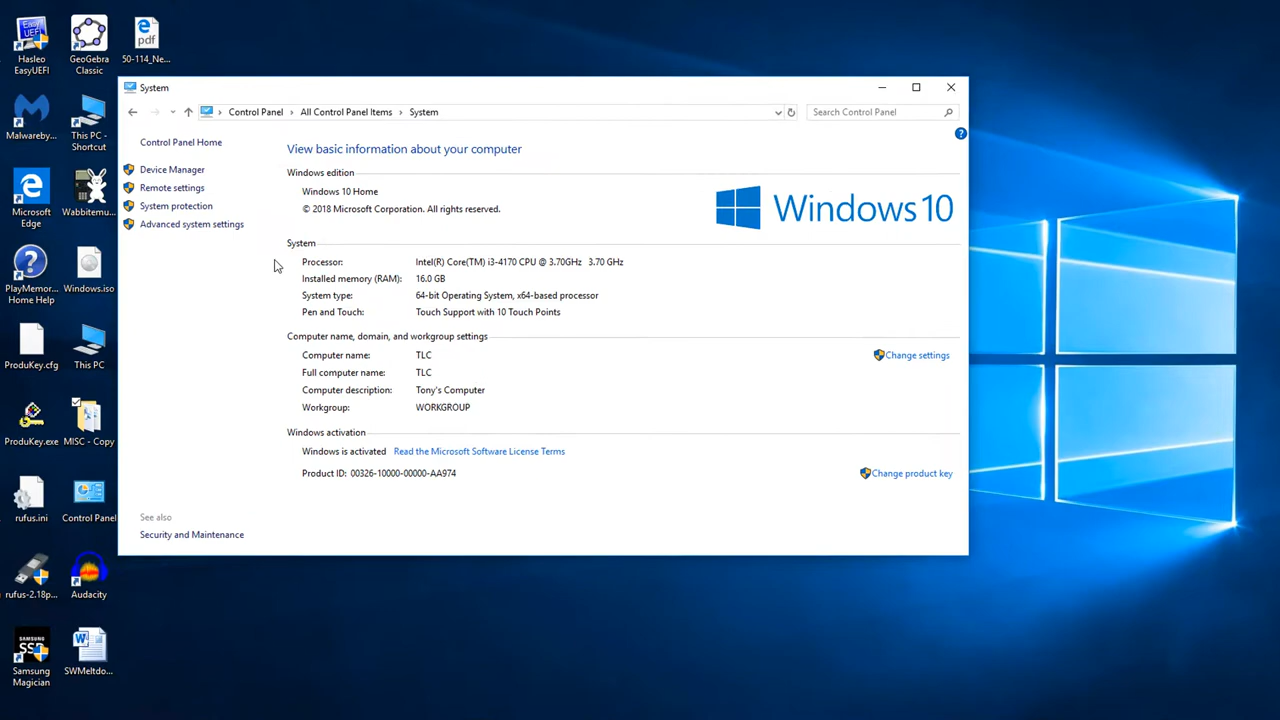 Hasleo
EasyUEFI
GeoGebra
Classic
pdf
50-114_Ne...
Malwareby...
This PC -
Shortcut
Microsoft
Edge
Wabbitemu...
PlayMemor...
Home Help
Windows.iso
ProduKey.cfg
This PC
ProduKey.exe
MISC - Copy
rufus.ini
Control Panel
rufus-2.18p...
Audacity
SAMSUNG
SSD
Samsung
Magician
SWMeltdo...
System
Control Panel > All Control Panel Items > System
Search Control Panel
Control Panel Home
Device Manager
Remote settings
System protection
Advanced system settings
See also
Security and Maintenance
View basic information about your computer
Windows edition
Windows 10 Home
© 2018 Microsoft Corporation. All rights reserved.
Windows 10
System
Processor: Intel(R) Core(TM) i3-4170 CPU @ 3.70GHz 3.70 GHz
Installed memory (RAM): 16.0 GB
System type: 64-bit Operating System, x64-based processor
Pen and Touch: Touch Support with 10 Touch Points
Computer name, domain, and workgroup settings
Computer name: TLC
Change settings
Full computer name: TLC
Computer description: Tony's Computer
Workgroup: WORKGROUP
Windows activation
Windows is activated Read the Microsoft Software License Terms
Product ID: 00326-10000-00000-AA974
Change product key